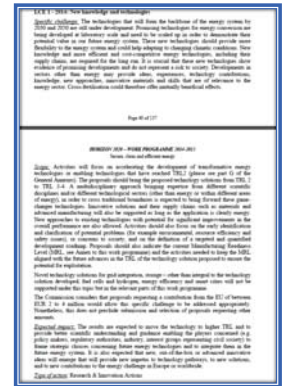 LCE 1 - 2014: New knowledge and technologies
Specific challenge: The technologies that will form the backbone of the energy system by
2030 and 2050 are still under development. Promising technologies for energy conversion are
being developed at laboratory scale and need to be scaled up in order to demonstrate their
potential value in our future energy system. These new technologies should provide more
flexibility to the energy system and could help adapting to changing climatic conditions. New
knowledge and more efficient and cost-competitive energy technologies, including their
supply chains, are required for the long run. It is crucial that these new technologies show
evidence of promising developments and do not represent a risk to society. Developments in
sectors other than energy may provide ideas, experiences, technology contributions,
knowledge, new approaches, innovative materials and skills that are of relevance to the
energy sector. Cross-fertilisation could therefore offer mutually beneficial effects.
HORIZON 2020 – WORK PROGRAMME 2014-2015
Secure, clean and efficient energy
Scope: Activities will focus on accelerating the development of transformative energy
technologies or enabling technologies that have reached TRL2 (please see part G of the
General Annexes). The proposals should bring the proposed technology solutions from TRL 2
to TRL 3-4. A multidisciplinary approach bringing expertise from different scientific
disciplines and/or different technological sectors (other than energy or within different areas
of energy), in order to cross traditional boundaries is expected to bring forward these game-
changes technologies. Innovative solutions and their supply chains such as materials and
advanced manufacturing will also be supported as long as the application is clearly energy.
New approaches to existing technologies with potential for significant improvements in the
overall performance are also allowed. Activities should also focus on the early identification
and clarification of potential problems (for example environmental, resource efficiency and
safety issues), or concerns to society, and on the definition of a targeted and quantified
development roadmap. Proposals should also indicate the current Manufacturing Readiness
Level (MRL, see Annex to this work programme) and the activities needed to keep the MRL
aligned with the future advances in the TRL of the technology solution proposed to ensure the
potential for exploitation.
Novel technology solutions for grid integration, storage – other than integral to the technology
solution developed, fuel cells and hydrogen, energy efficiency and smart cities will not be
supported under this topic but in the relevant parts of this work programme.
The Commission considers that proposals requesting a contribution from the EU of between
EUR 2 to 4 million would allow this specific challenge to be addressed appropriately.
Nonetheless, this does not preclude submission and selection of proposals requesting other
amounts.
Expected impact: The results are expected to move the technology to higher TRL and to
provide better scientific understanding and guidance enabling the players concerned (e.g.
policy makers, regulatory authorities, industry, interest groups representing civil society) to
frame strategic choices concerning future energy technologies and to integrate them in the
future energy system. It is also expected that new, out-of-the-box or advanced innovative
ideas will emerge that will provide new impetus to technology pathways, to new solutions,
and to new contributions to the energy challenge in Europe or worldwide.
Type of action: Research & Innovation Actions